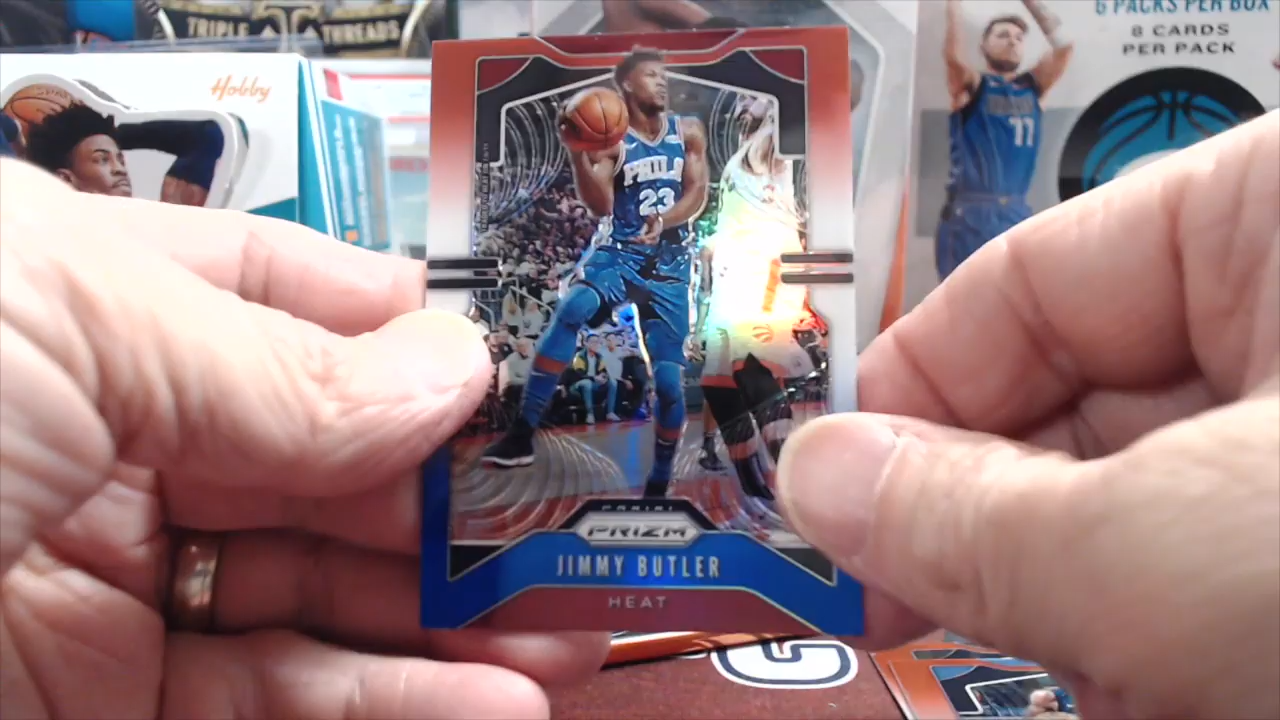 TRIPLE THREADS
6 PACKS PER BOX
8 CARDS
PER PACK
Hobby
77
PHILA
23
PANINI
PRIZM
JIMMY BUTLER
HEAT